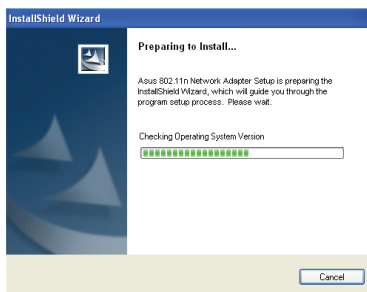 InstallShield Wizard
Preparing to Install...
Asus 802.11n Network Adapter Setup is preparing the
InstallShield Wizard, which will guide you through the
program setup process. Please wait.
Checking Operating System Version
Cancel